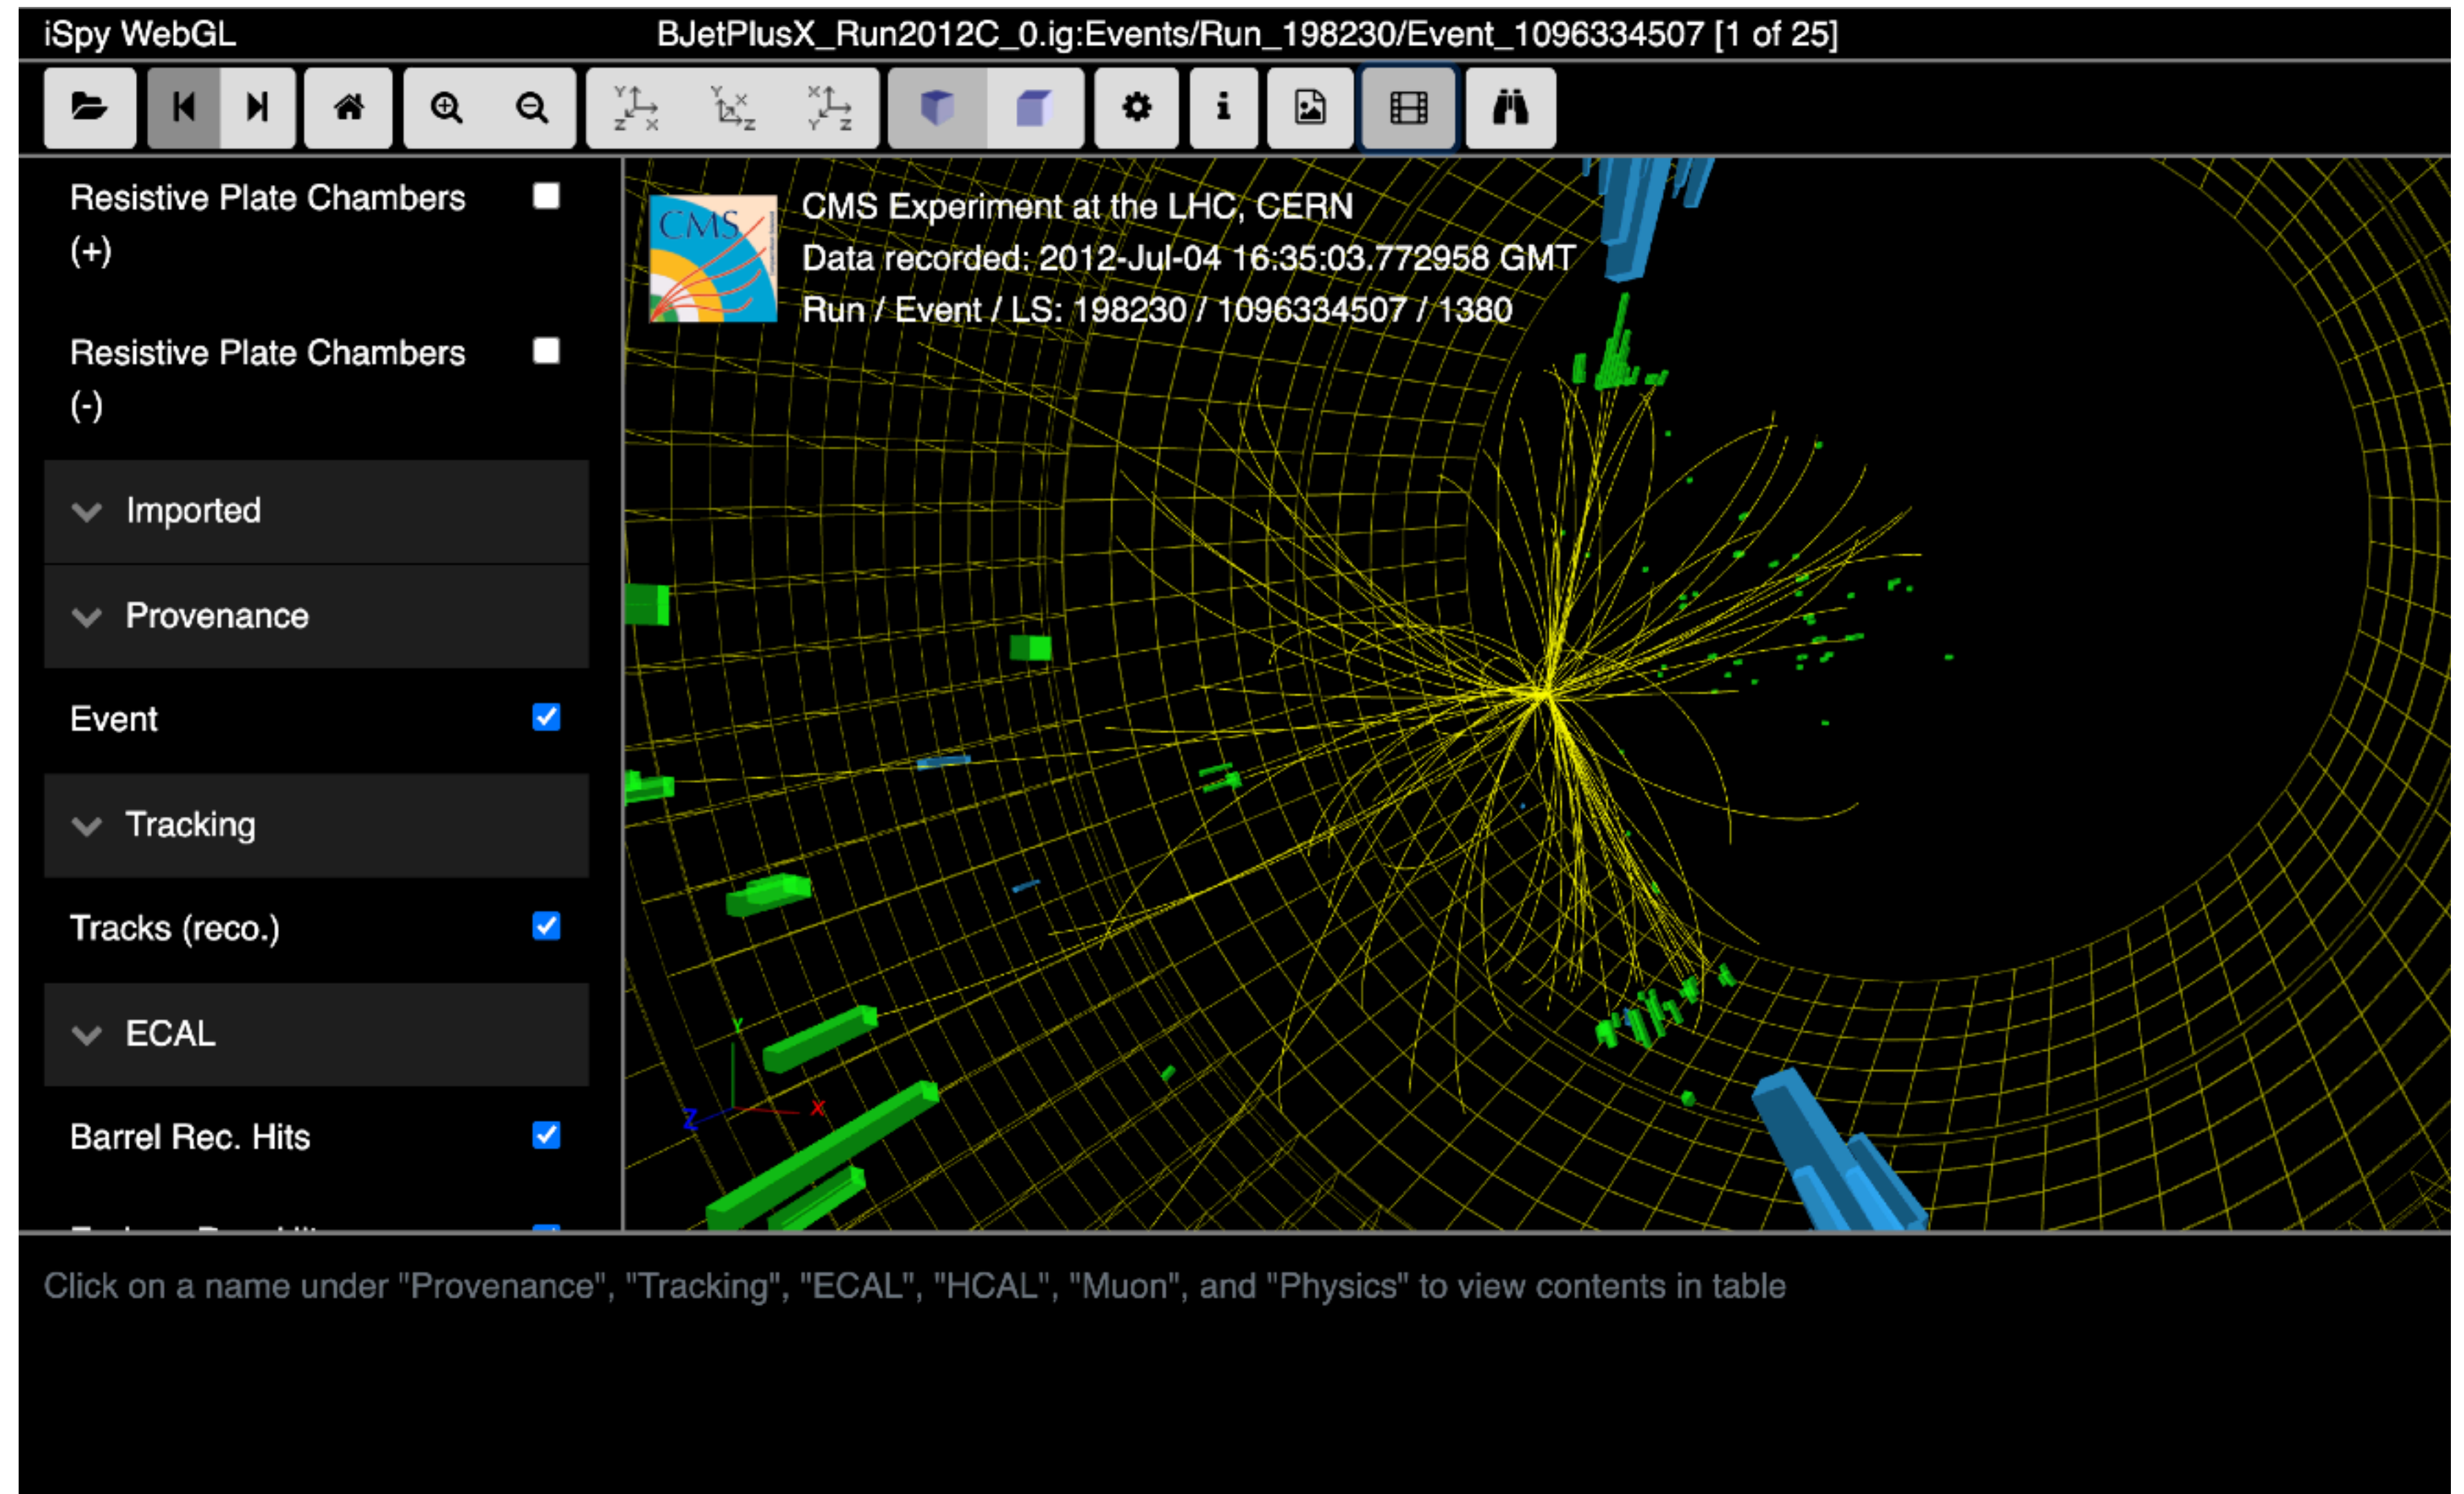 iSpy WebGL
BJetPlusX_Run2012C_0.ig:Events/Run_198230/Event_1096334507 [1 of 25]
Y
Z X
Y
X
Z
X
Y Z
Resistive Plate Chambers
(+)
Resistive Plate Chambers
(-)
Imported
Provenance
Event
Tracking
Tracks (reco.)
ECAL
Barrel Rec. Hits
CMS
CMS Experiment at the LHC, CERN
Data recorded: 2012-Jul-04 16:35:03.772958 GMT
Run / Event / LS: 198230 / 1096334507 / 1380
Y
Z
X
Click on a name under "Provenance", "Tracking", "ECAL", "HCAL", "Muon", and "Physics" to view contents in table